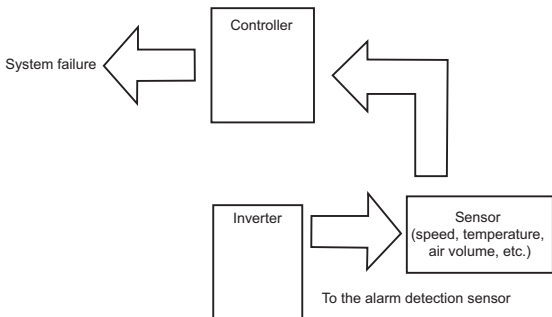 Controller
System failure
Inverter
Sensor
(speed, temperature,
air volume, etc.)
To the alarm detection sensor